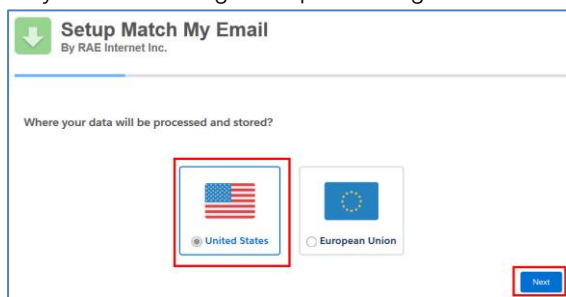 Setup Match My Email
By RAE Internet Inc.
Where your data will be processed and stored?
United States
European Union
Next